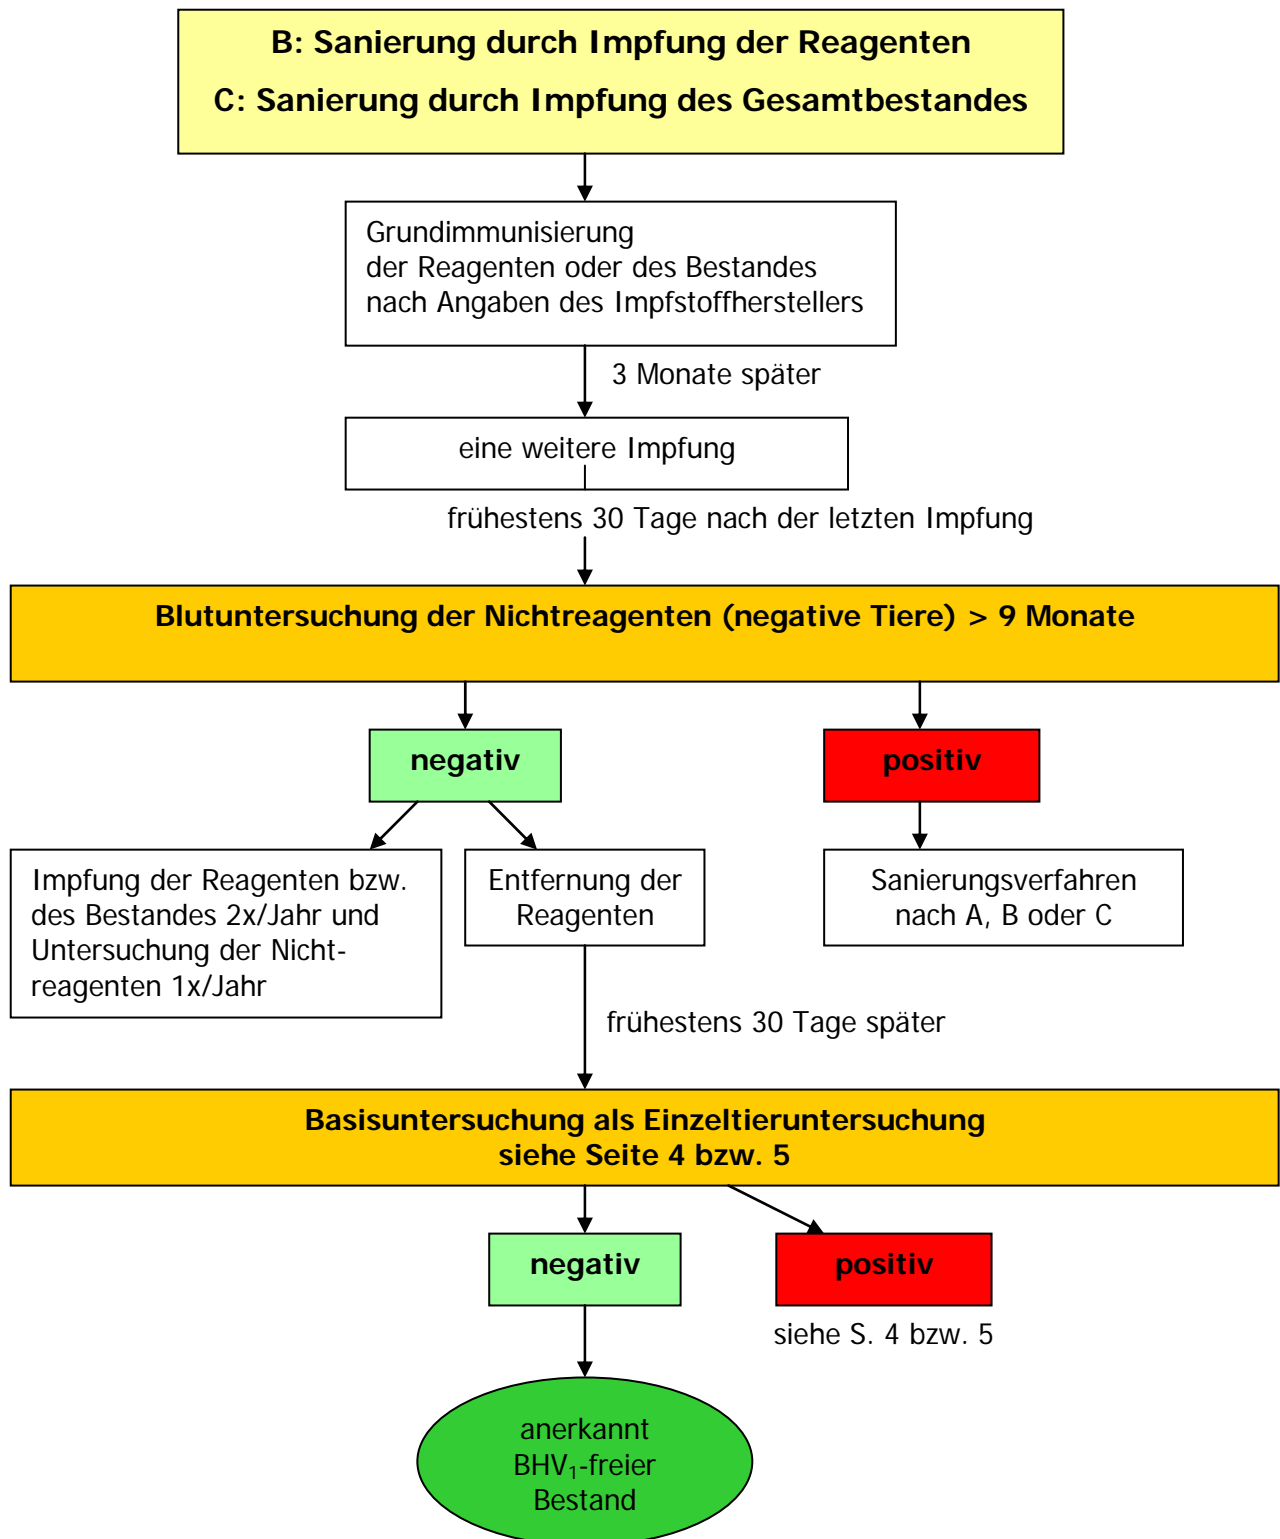 B: Sanierung durch Impfung der Reagenten
C: Sanierung durch Impfung des Gesamtbestandes
Grundimmunisierung
der Reagenten oder des Bestandes
nach Angaben des Impfstoffherstellers
3 Monate später
eine weitere Impfung
frühestens 30 Tage nach der letzten Impfung
Blutuntersuchung der Nichtreagenten (negative Tiere) > 9 Monate
negativ
positiv
Impfung der Reagenten bzw.
des Bestandes 2x/Jahr und
Untersuchung der Nicht-
reagenten 1x/Jahr
Entfernung der
Reagenten
Sanierungsverfahren
nach A, B oder C
frühestens 30 Tage später
Basisuntersuchung als Einzeltieruntersuchung
siehe Seite 4 bzw. 5
negativ
positiv
siehe S. 4 bzw. 5
anerkannt
BHV₁-freier
Bestand